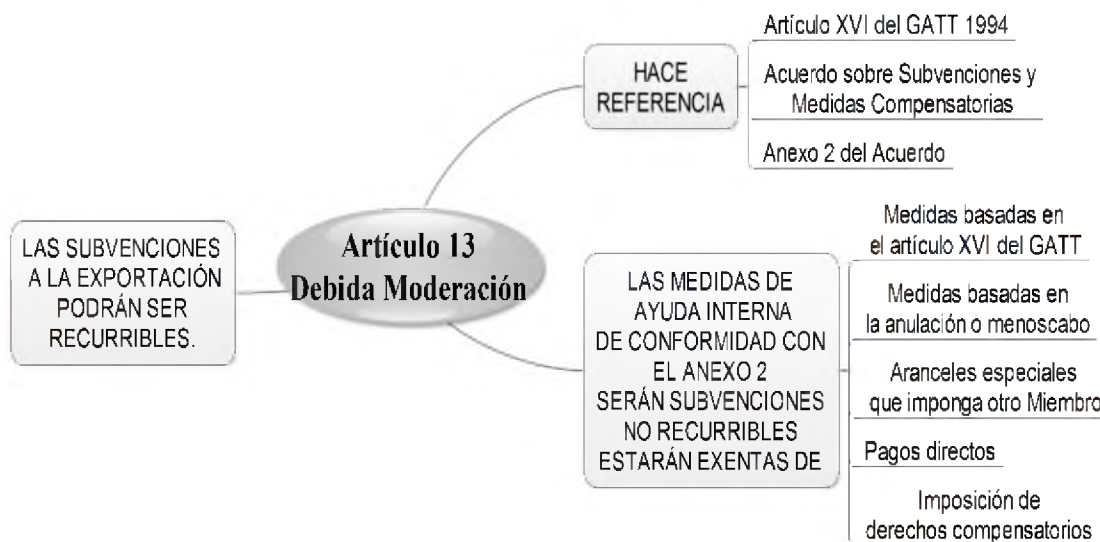 Artículo 13
Debida Moderación
HACE
REFERENCIA
Artículo XVI del GATT 1994
Acuerdo sobre Subvenciones y
Medidas Compensatorias
Anexo 2 del Acuerdo
LAS MEDIDAS DE
AYUDA INTERNA
DE CONFORMIDAD CON
EL ANEXO 2
SERÁN SUBVENCIONES
NO RECURRIBLES
ESTARÁN EXENTAS DE
Medidas basadas en
el artículo XVI del GATT
Medidas basadas en
la anulación o menoscabo
Aranceles especiales
que imponga otro Miembro
Pagos directos
Imposición de
derechos compensatorios
LAS SUBVENCIONES
A LA EXPORTACIÓN
PODRÁN SER
RECURRIBLES.